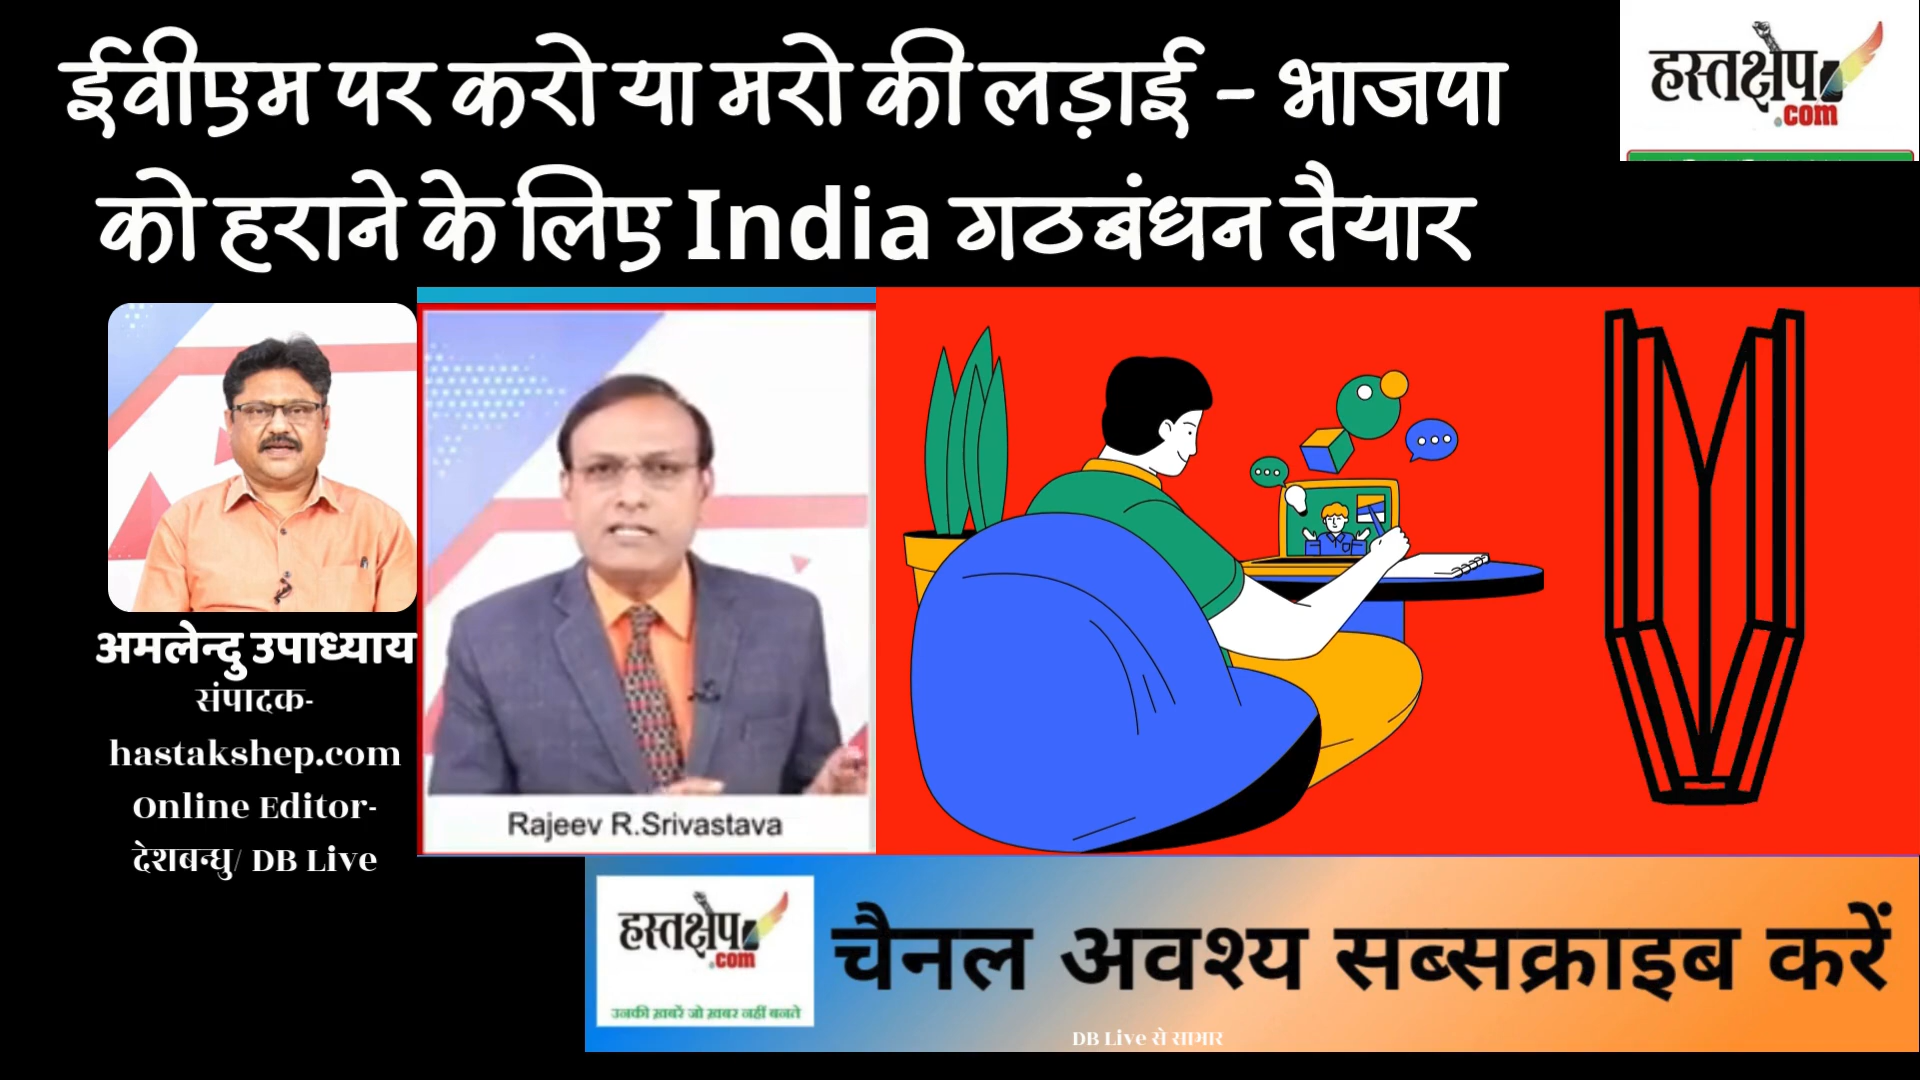 ईवीएम पर करो या मरो की लड़ाई - भाजपा
को हराने के लिए India गठबंधन तैयार
हस्तक्षेप
.com
अमलेन्दु उपाध्याय
संपादक-
hastakshep.com
Online Editor-
देशबन्धु/ DB Live
Rajeev R.Srivastava
हस्तक्षेप
.com
उनकी ख़बरें जो ख़बर नहीं बनते
चैनल अवश्य सब्सक्राइब करें
DB Live से साभार